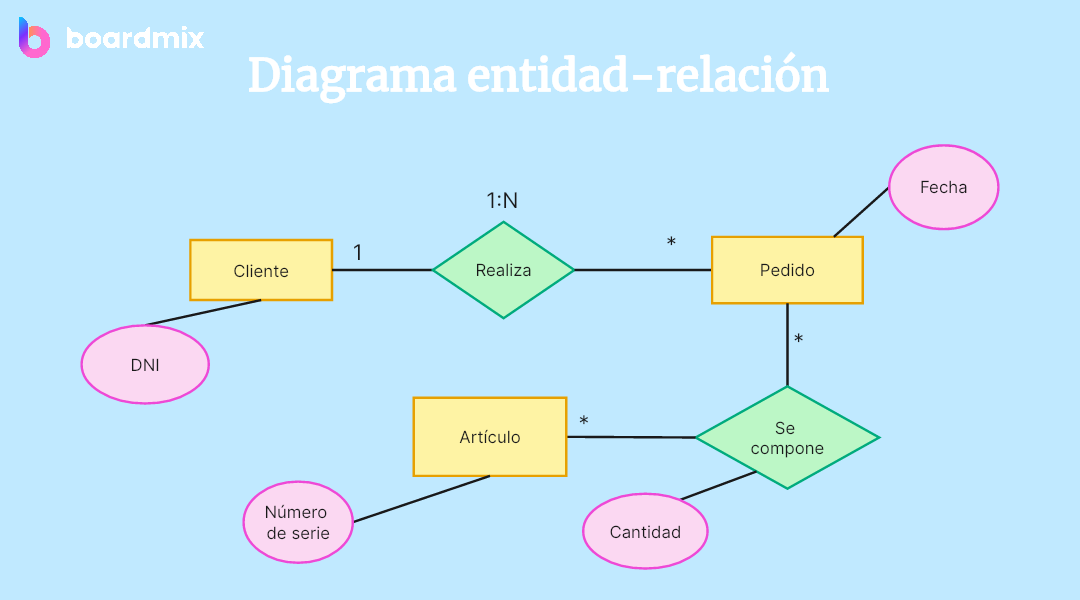 boardmix
Diagrama entidad-relación
Fecha
1:N
1
*
Cliente
Realiza
Pedido
*
DNI
*
Artículo
Se
compone
Número
de serie
Cantidad